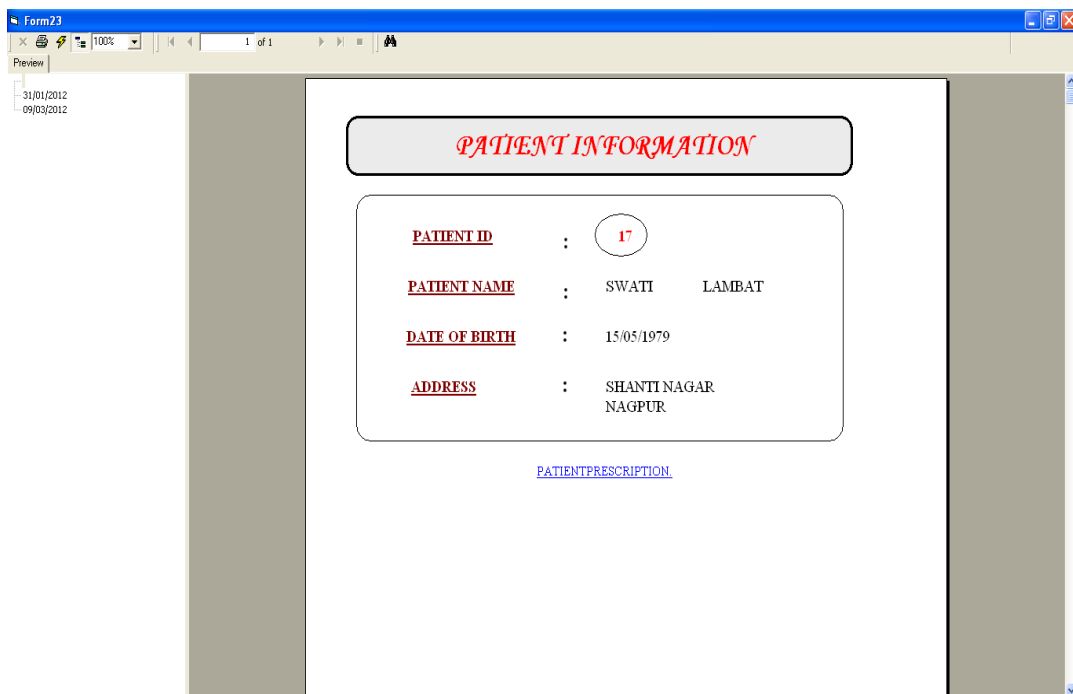 Form23
100% 1 of 1
Preview
31/01/2012
09/03/2012
PATIENT INFORMATION
PATIENT ID : 17
PATIENT NAME : SWATI LAMBAT
DATE OF BIRTH : 15/05/1979
ADDRESS : SHANTI NAGAR
NAGPUR
PATIENTPRESCRIPTION.